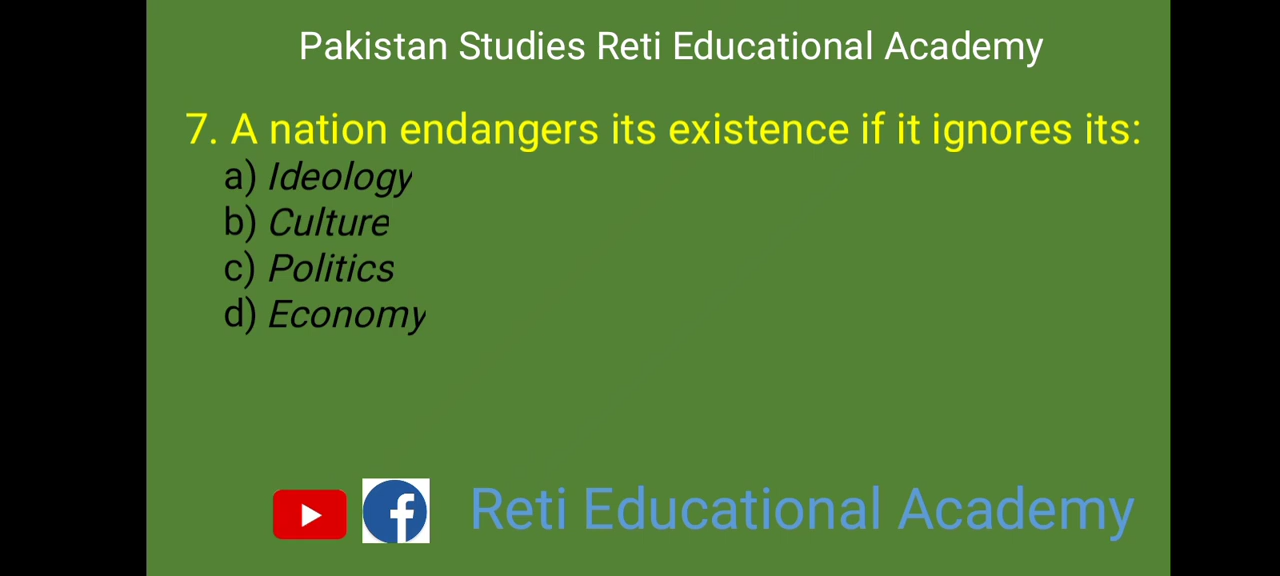 Pakistan Studies Reti Educational Academy
7. A nation endangers its existence if it ignores its:
a) Ideology
b) Culture
c) Politics
d) Economy
f Reti Educational Academy